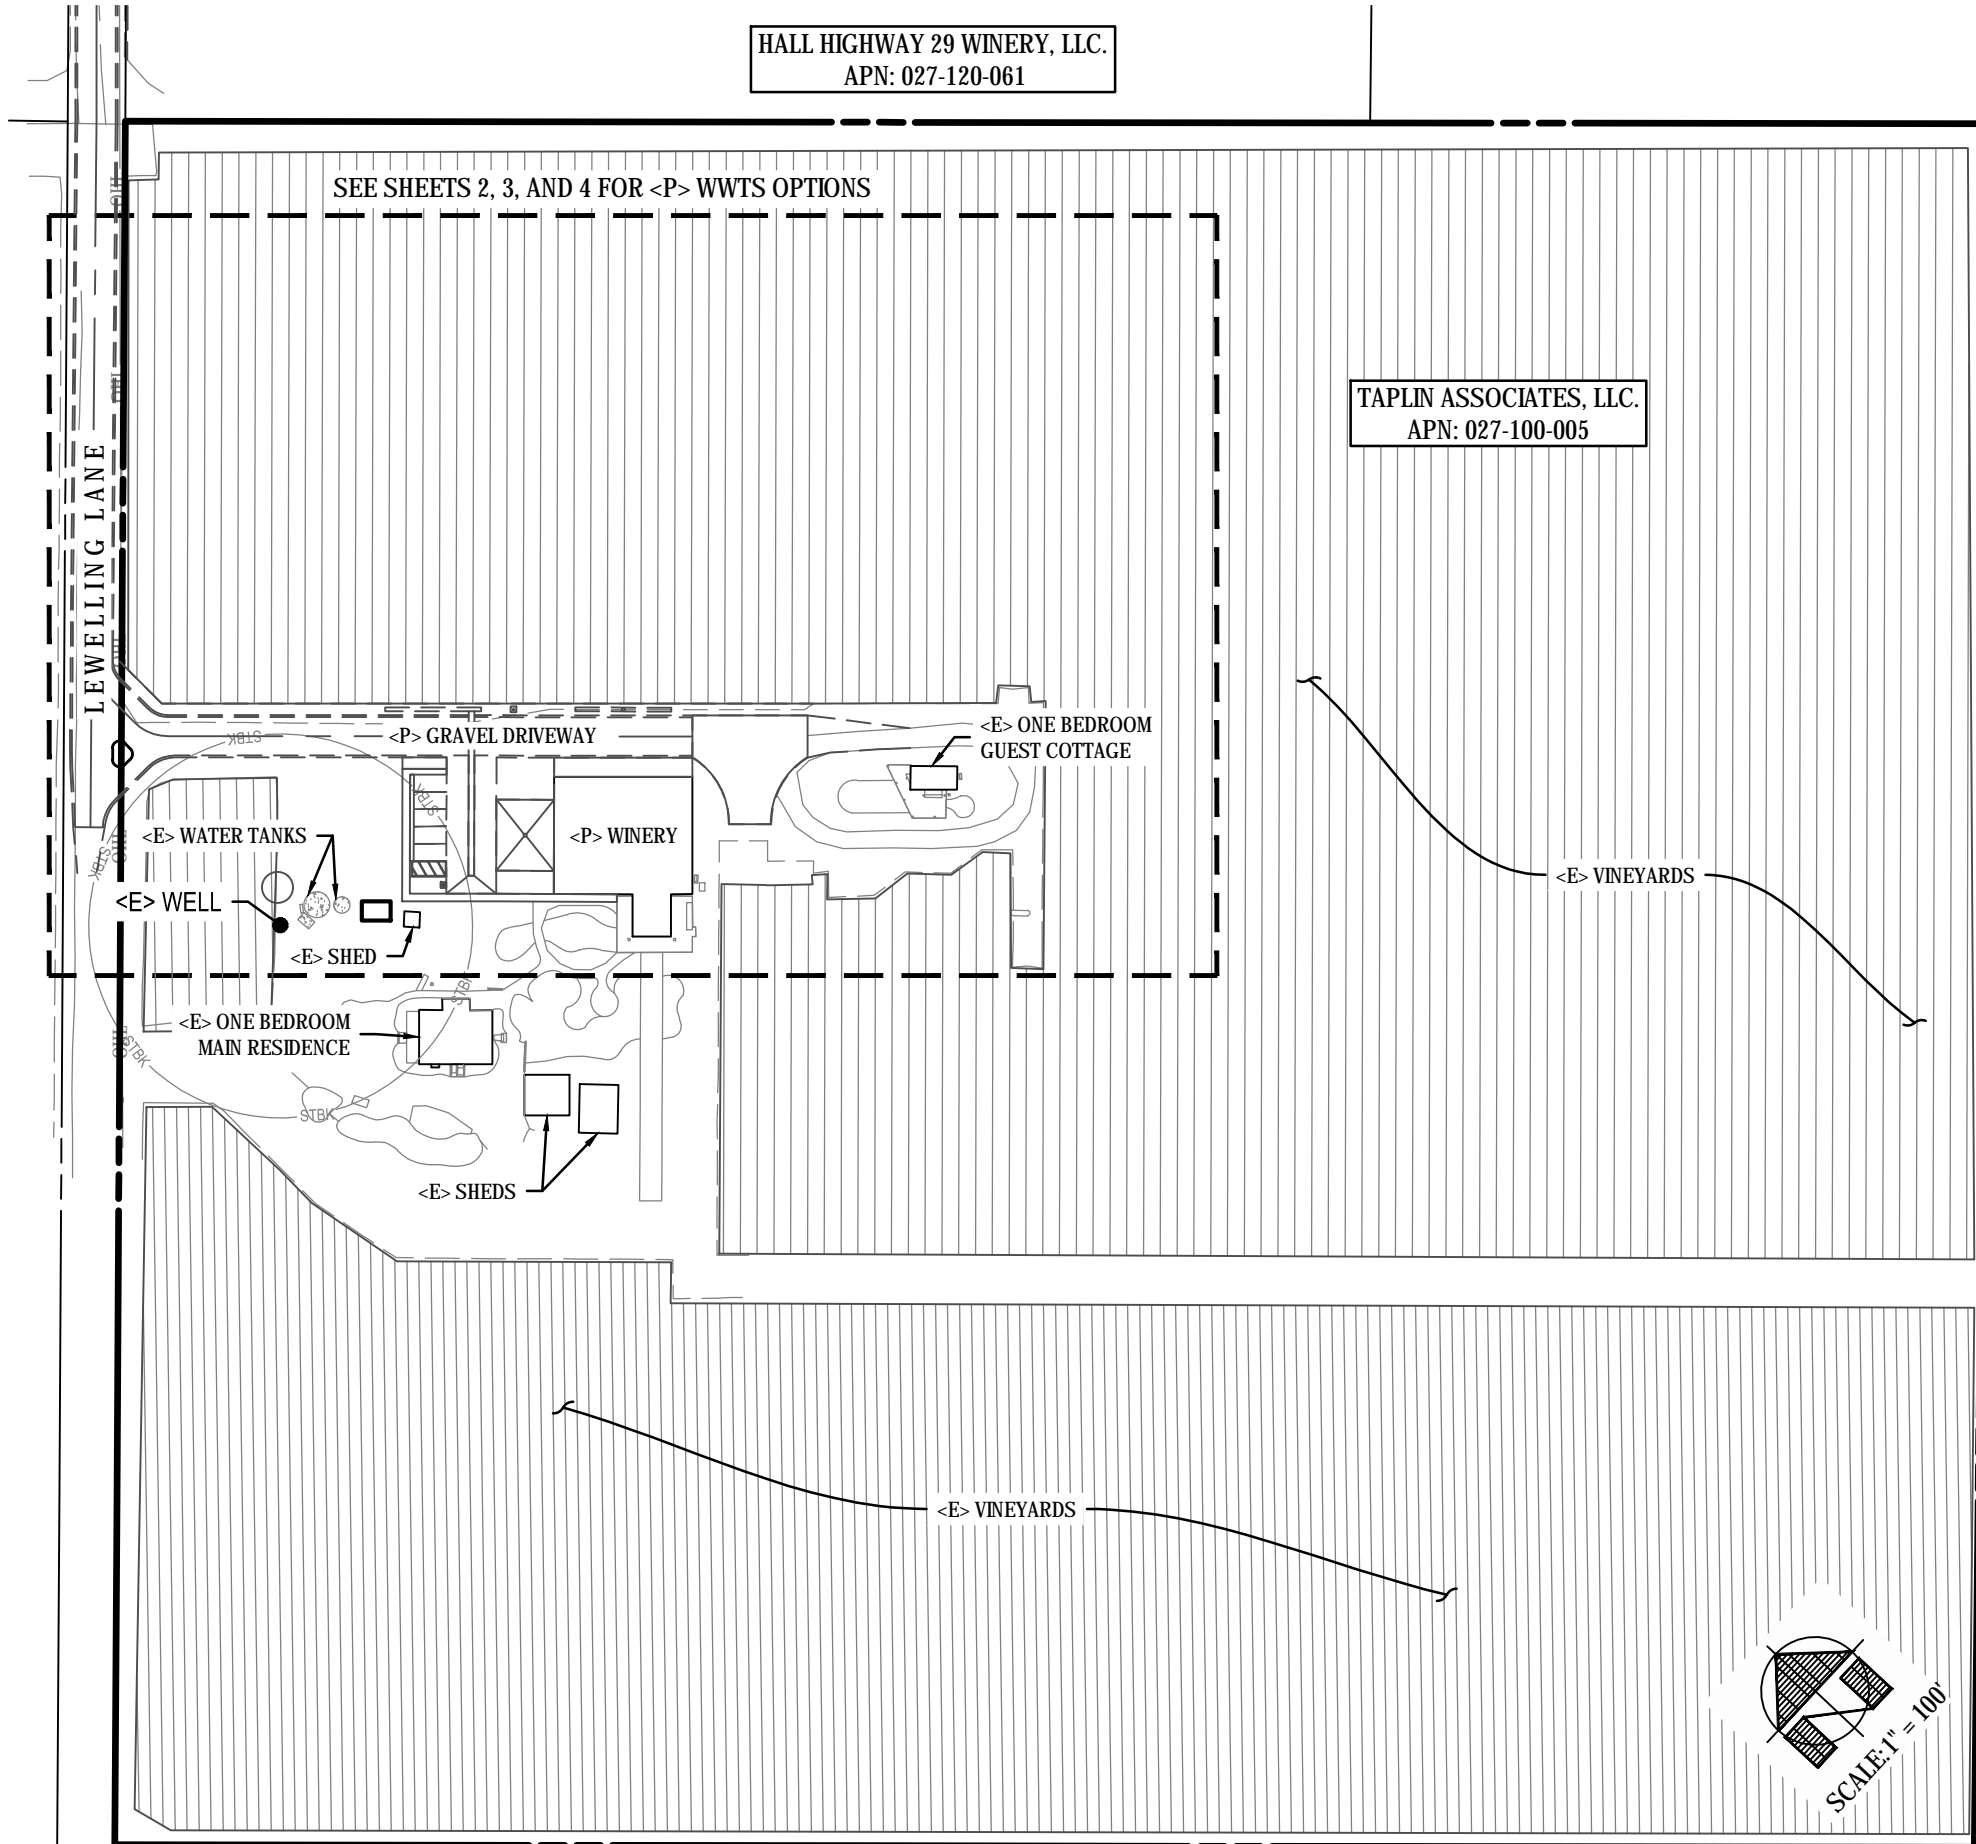 HALL HIGHWAY 29 WINERY, LLC.
APN: 027-120-061
SEE SHEETS 2, 3, AND 4 FOR <P> WWTS OPTIONS
TAPLIN ASSOCIATES, LLC.
APN: 027-100-005
LEWELLING LANE
<P> GRAVEL DRIVEWAY
<E> ONE BEDROOM
GUEST COTTAGE
STBK
STBK
<E> WATER TANKS
<P> WINERY
STBK
<E> VINEYARDS
<E> WELL
<E> SHED
STBK
<E> ONE BEDROOM
MAIN RESIDENCE
STBK
STBK
<E> SHEDS
<E> VINEYARDS
SCALE: 1" = 100'